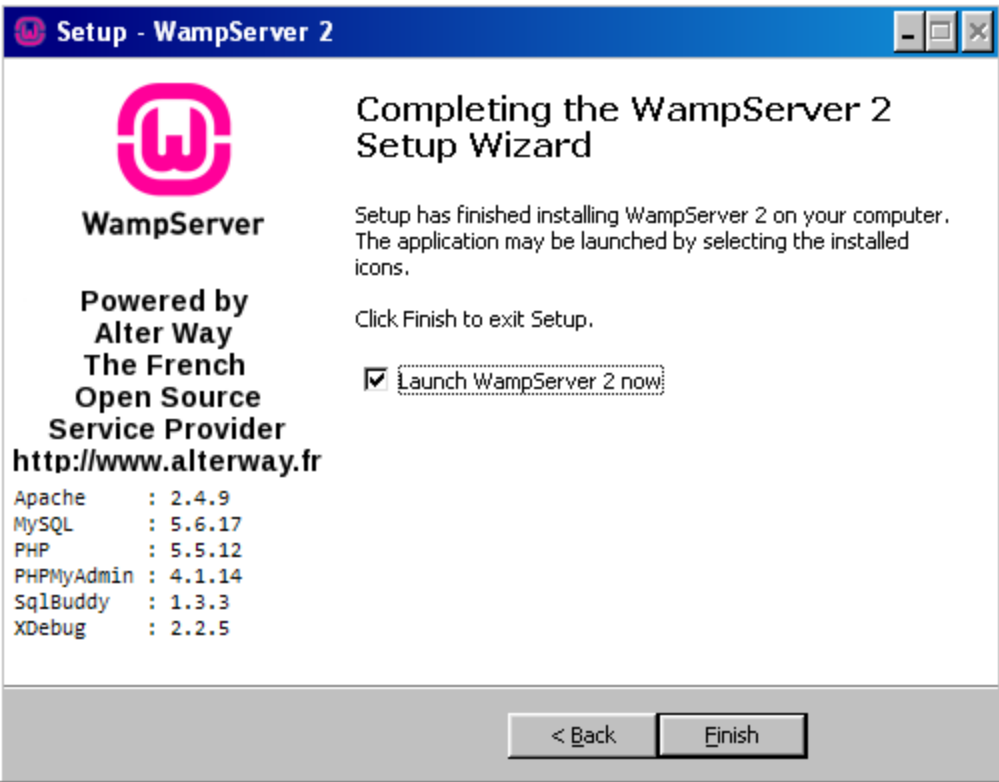 Setup - WampServer 2
WampServer
Powered by
Alter Way
The French
Open Source
Service Provider
http://www.alterway.fr
Apache : 2.4.9
MySQL : 5.6.17
PHP : 5.5.12
PHPMyAdmin : 4.1.14
SqlBuddy : 1.3.3
XDebug : 2.2.5
Completing the WampServer 2
Setup Wizard
Setup has finished installing WampServer 2 on your computer.
The application may be launched by selecting the installed
icons.
Click Finish to exit Setup.
Launch WampServer 2 now
< Back
Finish